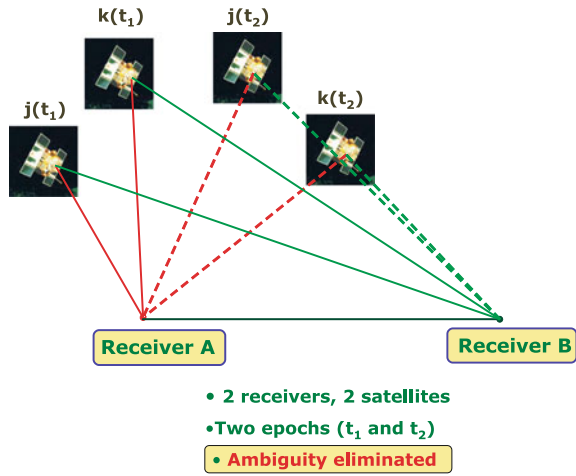 k(t₁)
j(t₂)
j(t₁)
k(t₂)
Receiver A
Receiver B
• 2 receivers, 2 satellites
•Two epochs (t₁ and t₂)
• Ambiguity eliminated